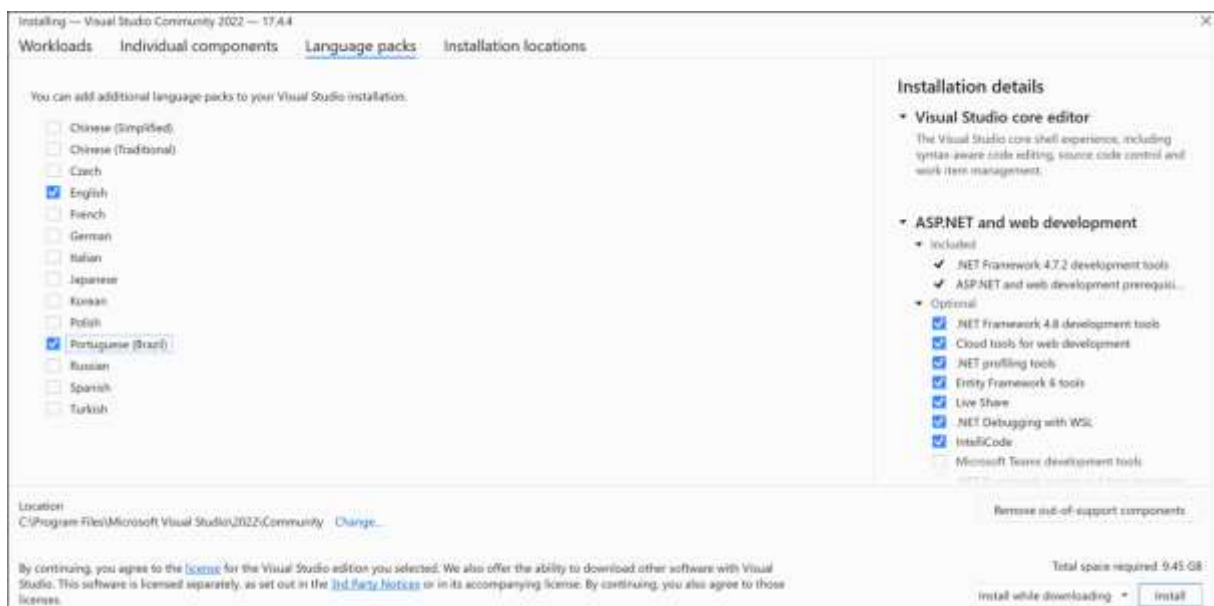 Installing — Visual Studio Community 2022 — 17.4.4
Workloads Individual components Language packs Installation locations
You can add additional language packs to your Visual Studio installation.
Chinese (Simplified)
Chinese (Traditional)
Czech
English
French
German
Italian
Japanese
Korean
Polish
Portuguese (Brazil)
Russian
Spanish
Turkish
Installation details
Visual Studio core editor
The Visual Studio core shell experience, including
syntax-aware code editing, source code control and
work item management.
ASP.NET and web development
Included
.NET Framework 4.7.2 development tools
ASP.NET and web development prerequisi...
Optional
.NET Framework 4.8 development tools
Cloud tools for web development
.NET profiling tools
Entity Framework 6 tools
Live Share
.NET Debugging with WSL
IntelliCode
Microsoft Teams development tools
Location
C:\Program Files\Microsoft Visual Studio\2022\Community Change...
Remove out-of-support components
By continuing, you agree to the license for the Visual Studio edition you selected. We also offer the ability to download other software with Visual
Studio. This software is licensed separately, as set out in the 3rd Party Notices or in its accompanying license. By continuing, you also agree to those
licenses.
Total space required 9.45 GB
Install while downloading Install